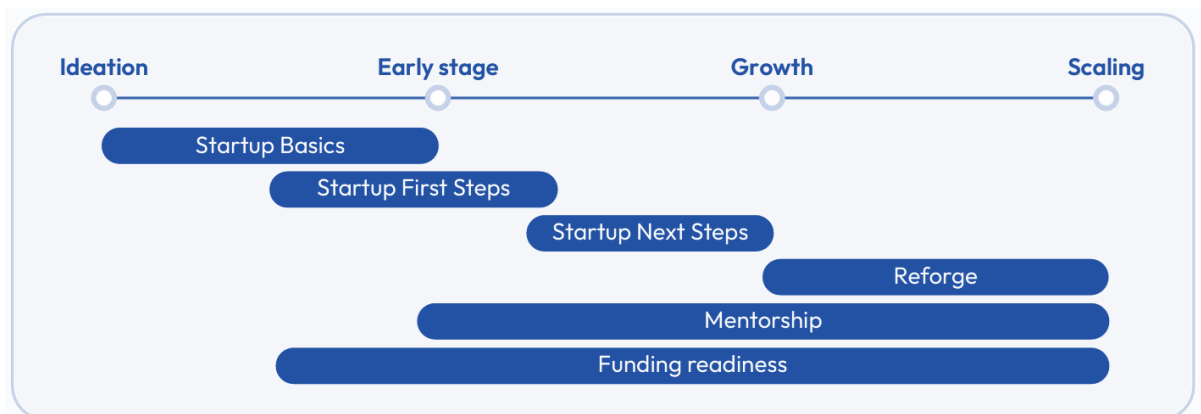 Ideation Early stage Growth Scaling
Startup Basics
Startup First Steps
Startup Next Steps
Reforge
Mentorship
Funding readiness